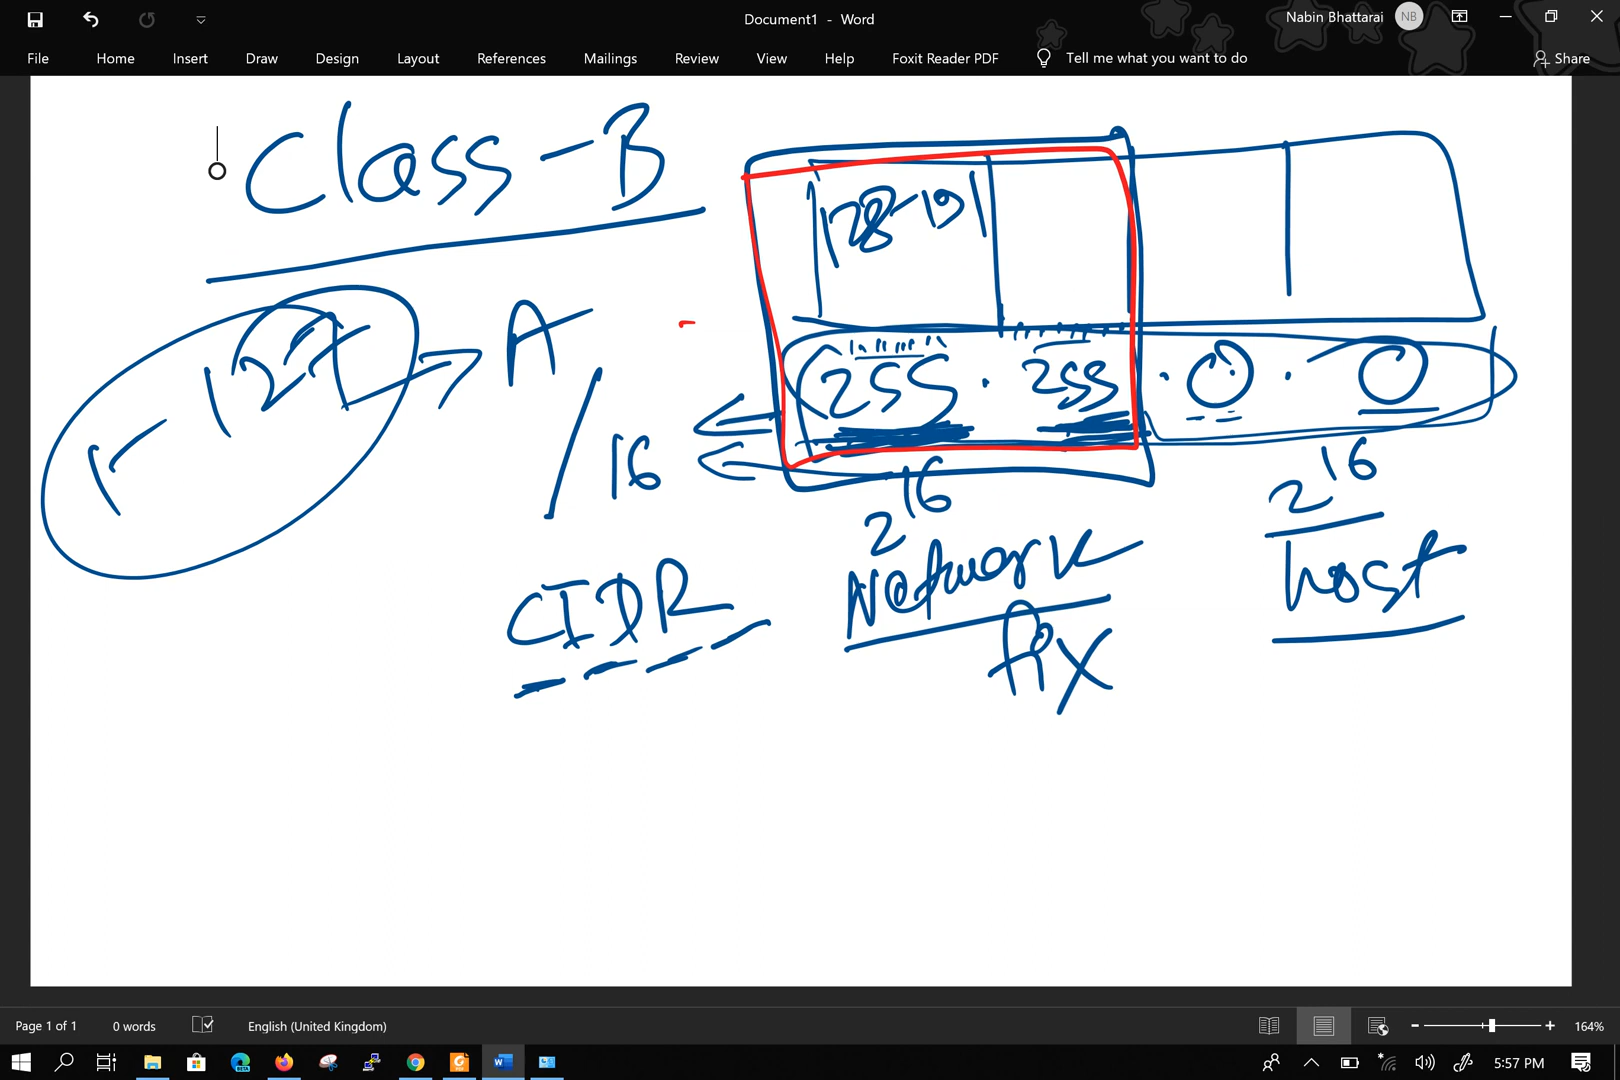 Document1 - Word
Nabin Bhattarai NB
File Home Insert Draw Design Layout References Mailings Review View Help Foxit Reader PDF Tell me what you want to do Share
Class-B
128-191
1-127 → A
255 . 255 . 0 . 0
/16
2^16
2^16
Network
host
CIDR
fix
Page 1 of 1 0 words English (United Kingdom) 164%
5:57 PM